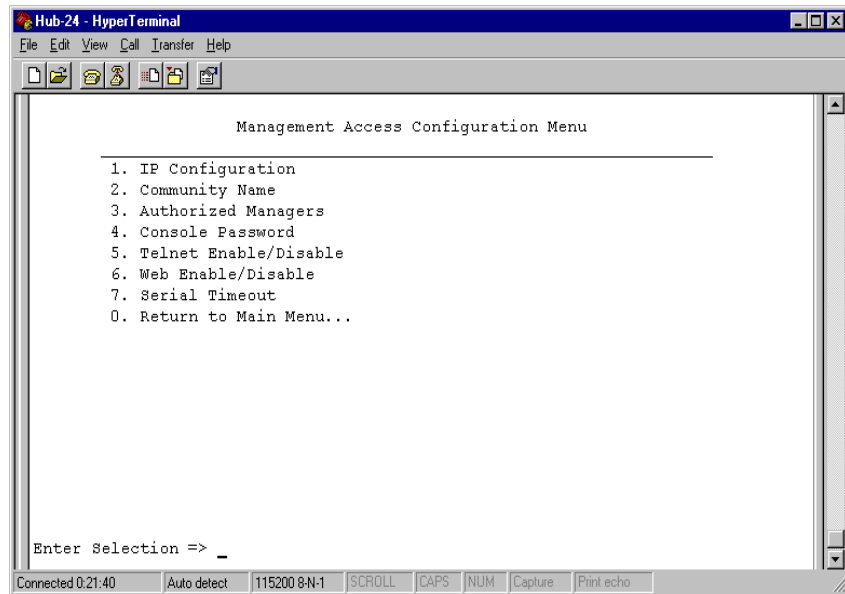 Hub-24 - HyperTerminal
File Edit View Call Transfer Help
Management Access Configuration Menu
1. IP Configuration
2. Community Name
3. Authorized Managers
4. Console Password
5. Telnet Enable/Disable
6. Web Enable/Disable
7. Serial Timeout
0. Return to Main Menu...
Enter Selection => _
Connected 0:21:40 Auto detect 115200 8-N-1 SCROLL CAPS NUM Capture Print echo